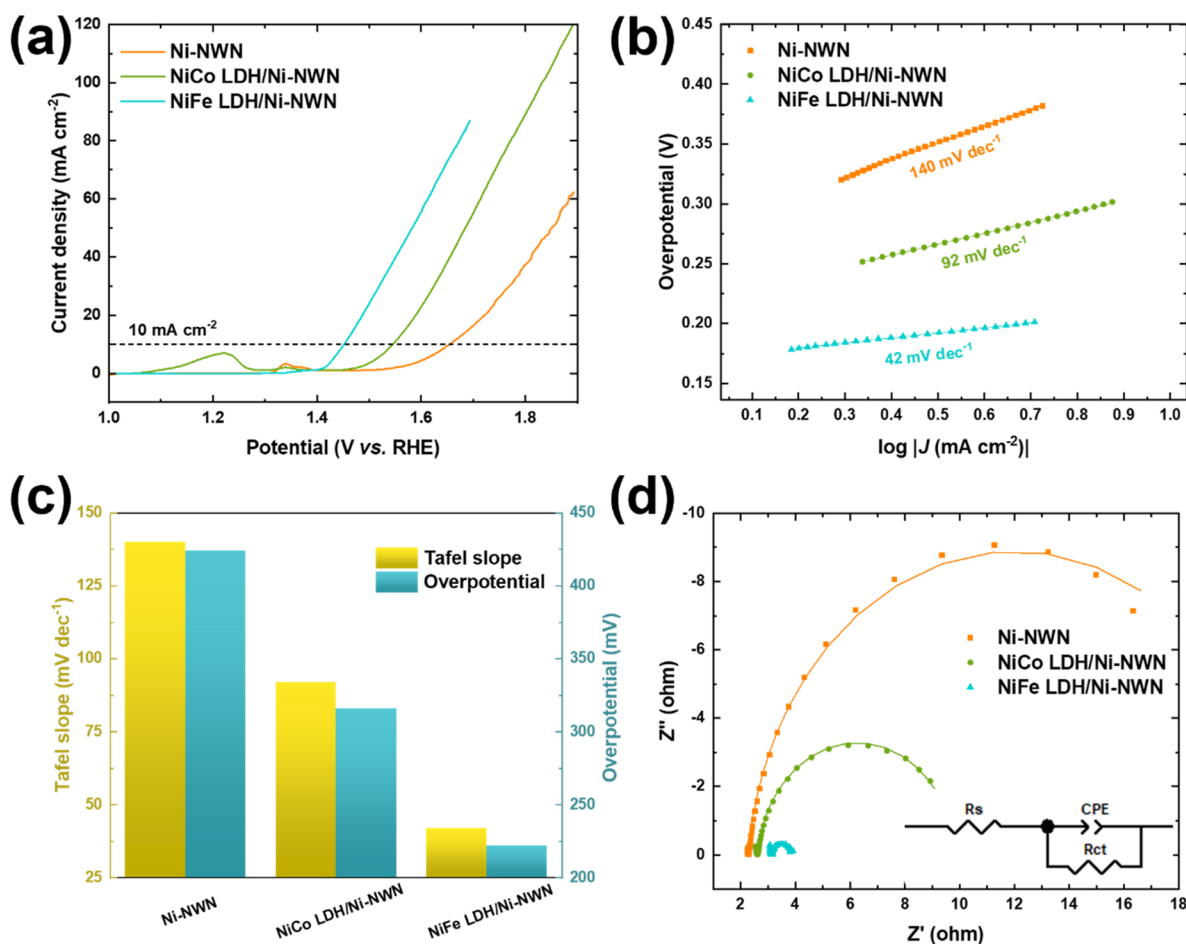 (a)
Ni-NWN
NiCo LDH/Ni-NWN
NiFe LDH/Ni-NWN
10 mA cm⁻²
120
100
80
60
40
20
0
1.0
1.2
1.4
1.6
1.8
Current density (mA cm⁻²)
Potential (V vs. RHE)
(b)
Ni-NWN
NiCo LDH/Ni-NWN
NiFe LDH/Ni-NWN
140 mV dec⁻¹
92 mV dec⁻¹
42 mV dec⁻¹
0.45
0.40
0.35
0.30
0.25
0.20
0.15
0.1
0.2
0.3
0.4
0.5
0.6
0.7
0.8
0.9
1.0
Overpotential (V)
log |J (mA cm⁻²)|
(c)
Tafel slope
Overpotential
150
125
100
75
50
25
Tafel slope (mV dec⁻¹)
450
400
350
300
250
200
Overpotential (mV)
Ni-NWN
NiCo LDH/Ni-NWN
NiFe LDH/Ni-NWN
(d)
Ni-NWN
NiCo LDH/Ni-NWN
NiFe LDH/Ni-NWN
-10
-8
-6
-4
-2
0
Z'' (ohm)
Rs
CPE
Rct
2
4
6
8
10
12
14
16
18
Z' (ohm)